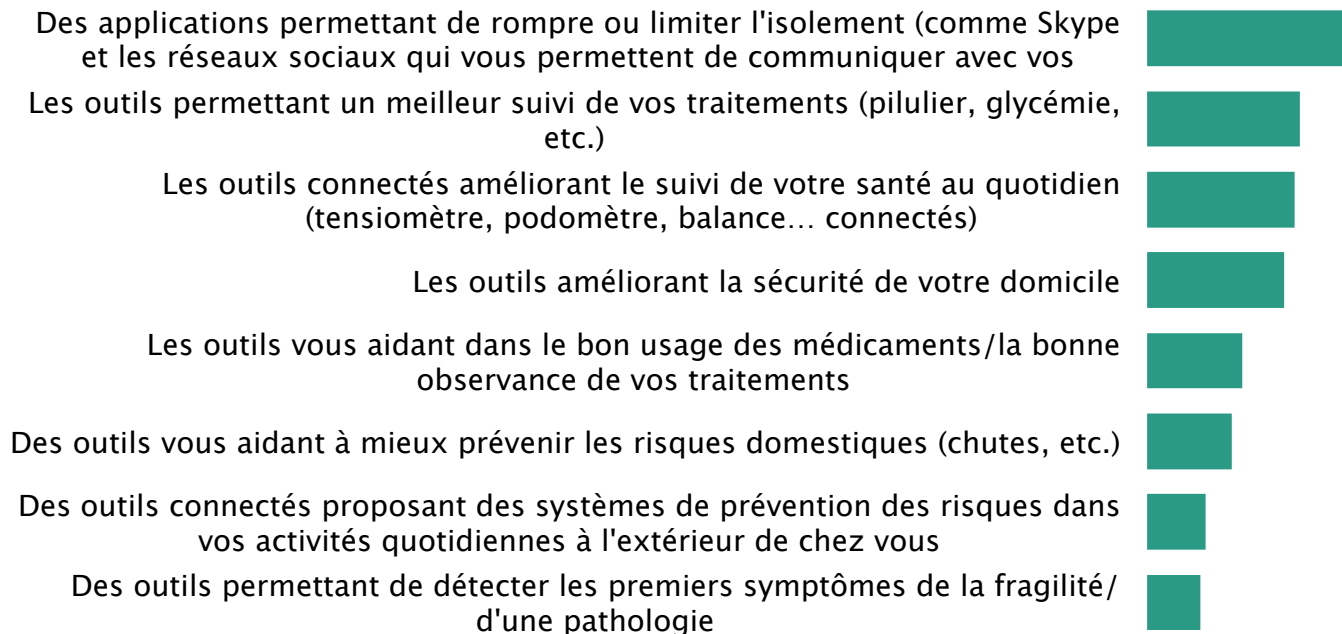 Des applications permettant de rompre ou limiter l'isolement (comme Skype
et les réseaux sociaux qui vous permettent de communiquer avec vos
Les outils permettant un meilleur suivi de vos traitements (pilulier, glycémie,
etc.)
Les outils connectés améliorant le suivi de votre santé au quotidien
(tensiomètre, podomètre, balance… connectés)
Les outils améliorant la sécurité de votre domicile
Les outils vous aidant dans le bon usage des médicaments/la bonne
observance de vos traitements
Des outils vous aidant à mieux prévenir les risques domestiques (chutes, etc.)
Des outils connectés proposant des systèmes de prévention des risques dans
vos activités quotidiennes à l'extérieur de chez vous
Des outils permettant de détecter les premiers symptômes de la fragilité/
d'une pathologie